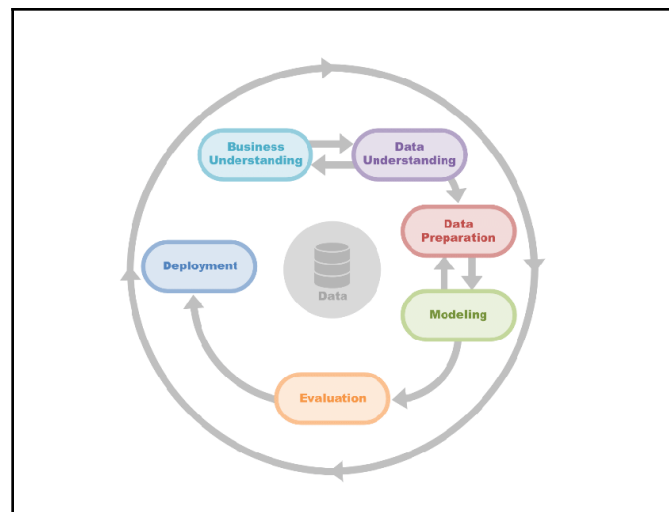 Business
Understanding
Data
Understanding
Data
Preparation
Deployment
Data
Modeling
Evaluation